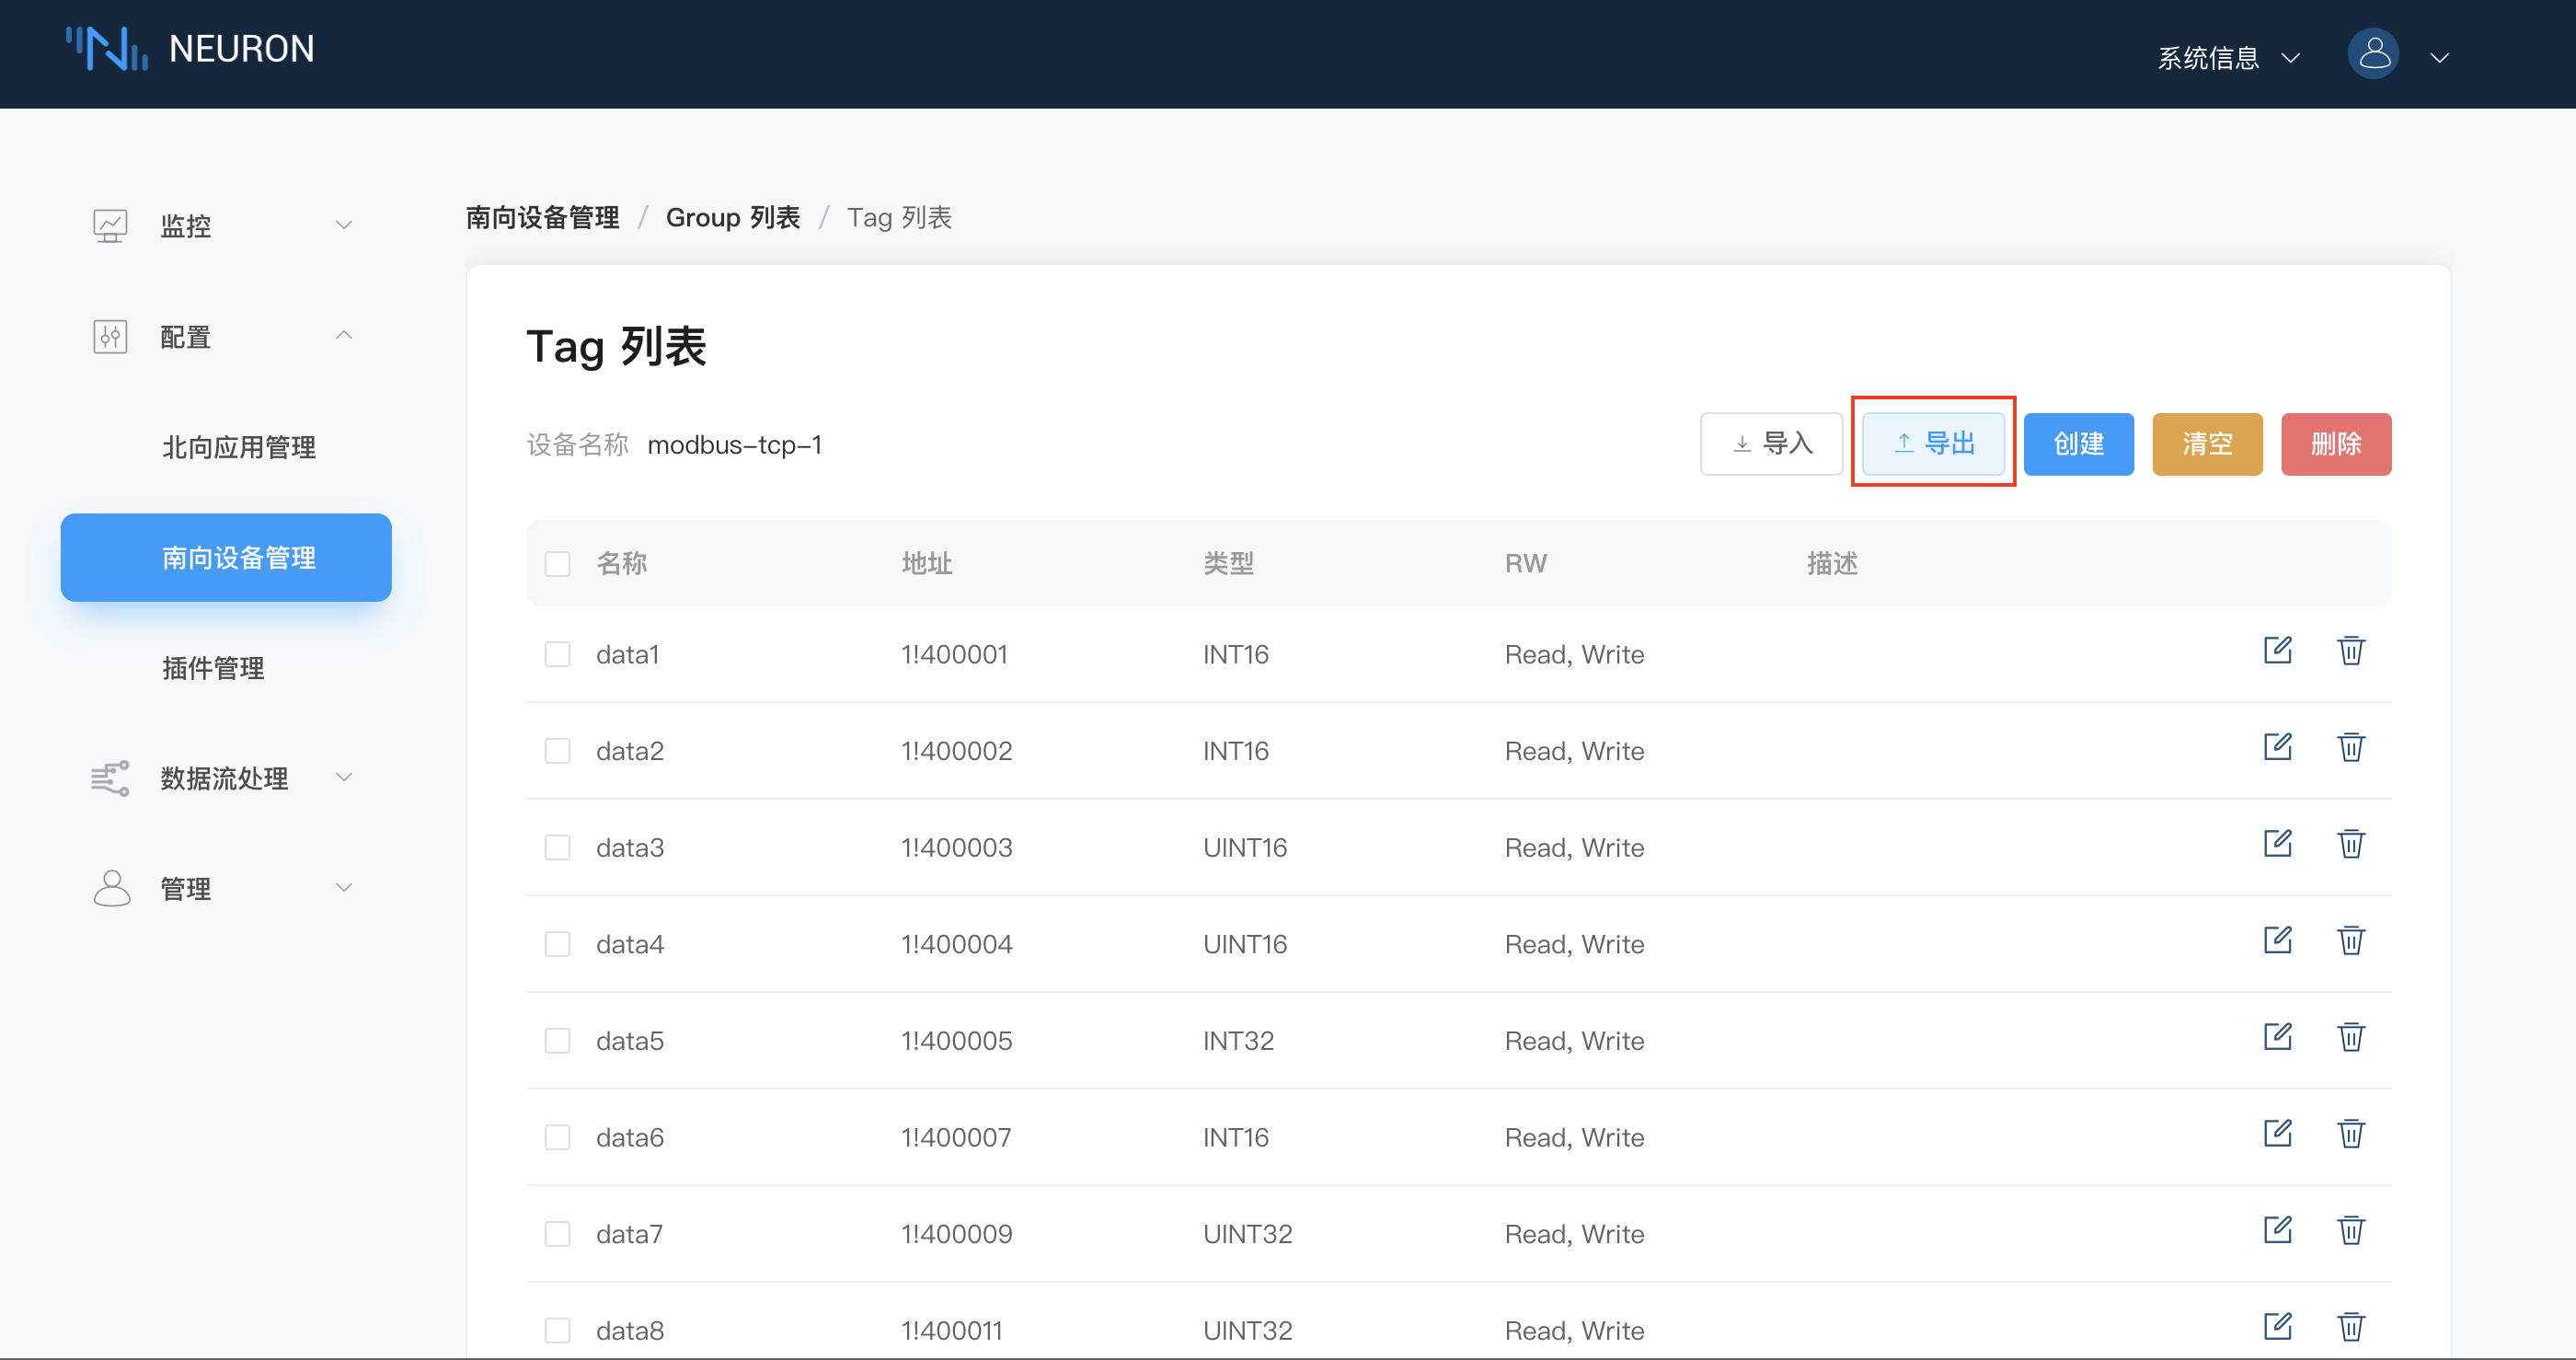 NEURON
系统信息
监控
配置
北向应用管理
南向设备管理
插件管理
数据流处理
管理
南向设备管理 / Group 列表 / Tag 列表
Tag 列表
设备名称 modbus-tcp-1
导入 导出 创建 清空 删除
名称 地址 类型 RW 描述
data1 1!400001 INT16 Read, Write
data2 1!400002 INT16 Read, Write
data3 1!400003 UINT16 Read, Write
data4 1!400004 UINT16 Read, Write
data5 1!400005 INT32 Read, Write
data6 1!400007 INT16 Read, Write
data7 1!400009 UINT32 Read, Write
data8 1!400011 UINT32 Read, Write